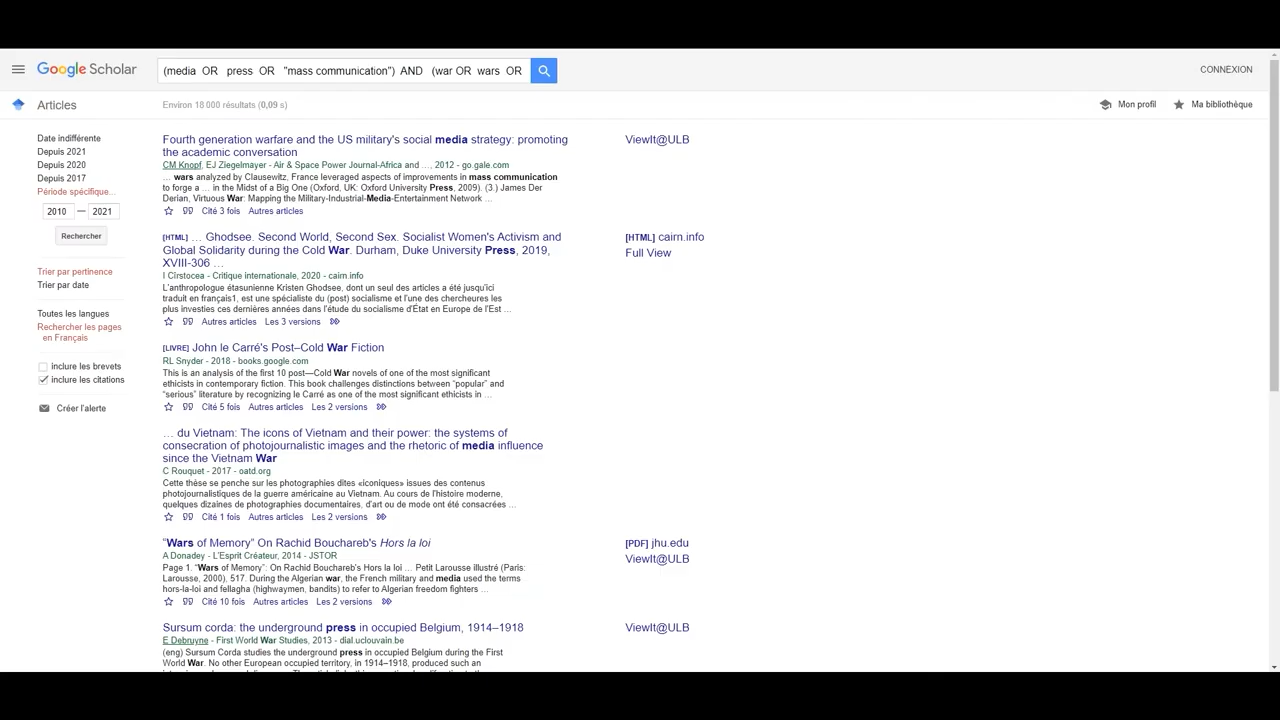 Google Scholar
(media OR press OR "mass communication") AND (war OR wars OR
CONNEXION
Articles
Environ 18 000 résultats (0,09 s)
Mon profil
Ma bibliothèque
Date indifférente
Depuis 2021
Depuis 2020
Depuis 2017
Période spécifique...
2010 — 2021
Rechercher
Trier par pertinence
Trier par date
Toutes les langues
Rechercher les pages
en Français
inclure les brevets
inclure les citations
Créer l'alerte
Fourth generation warfare and the US military's social media strategy: promoting
the academic conversation
CM Knopf, EJ Ziegelmayer - Air & Space Power Journal-Africa and …, 2012 - go.gale.com
… wars analyzed by Clausewitz, France leveraged aspects of improvements in mass communication
to forge a … in the Midst of a Big One (Oxford, UK: Oxford University Press, 2009). (3.) James Der
Derian, Virtuous War: Mapping the Military-Industrial-Media-Entertainment Network …
Cité 3 fois Autres articles
ViewIt@ULB
[HTML] … Ghodsee. Second World, Second Sex. Socialist Women's Activism and
Global Solidarity during the Cold War. Durham, Duke University Press, 2019,
XVIII-306 …
I Cîrstocea - Critique internationale, 2020 - cairn.info
L'anthropologue étasunienne Kristen Ghodsee, dont un seul des articles a été jusqu'ici
traduit en français1, est une spécialiste du (post) socialisme et l'une des chercheures les
plus investies ces dernières années dans l'étude du socialisme d'État en Europe de l'Est …
Autres articles Les 3 versions
[HTML] cairn.info
Full View
[LIVRE] John le Carré's Post–Cold War Fiction
RL Snyder - 2018 - books.google.com
This is an analysis of the first 10 post—Cold War novels of one of the most significant
ethicists in contemporary fiction. This book challenges distinctions between “popular” and
“serious” literature by recognizing le Carré as one of the most significant ethicists in …
Cité 5 fois Autres articles Les 2 versions
… du Vietnam: The icons of Vietnam and their power: the systems of
consecration of photojournalistic images and the rhetoric of media influence
since the Vietnam War
C Rouquet - 2017 - oatd.org
Cette thèse se penche sur les photographies dites «iconiques» issues des contenus
photojournalistiques de la guerre américaine au Vietnam. Au cours de l'histoire moderne,
quelques dizaines de photographies documentaires, d'art ou de mode ont été consacrées …
Cité 1 fois Autres articles Les 2 versions
“Wars of Memory” On Rachid Bouchareb's Hors la loi
A Donadey - L'Esprit Créateur, 2014 - JSTOR
Page 1. “Wars of Memory”: On Rachid Bouchareb's Hors la loi … Petit Larousse illustré (Paris:
Larousse, 2000), 517. During the Algerian war, the French military and media used the terms
hors-la-loi and fellagha (highwaymen, bandits) to refer to Algerian freedom fighters …
Cité 10 fois Autres articles Les 2 versions
[PDF] jhu.edu
ViewIt@ULB
Sursum corda: the underground press in occupied Belgium, 1914–1918
E Debruyne - First World War Studies, 2013 - dial.uclouvain.be
(eng) Sursum Corda studies the underground press in occupied Belgium during the First
World War. No other European occupied territory, in 1914–1918, produced such an
ViewIt@ULB